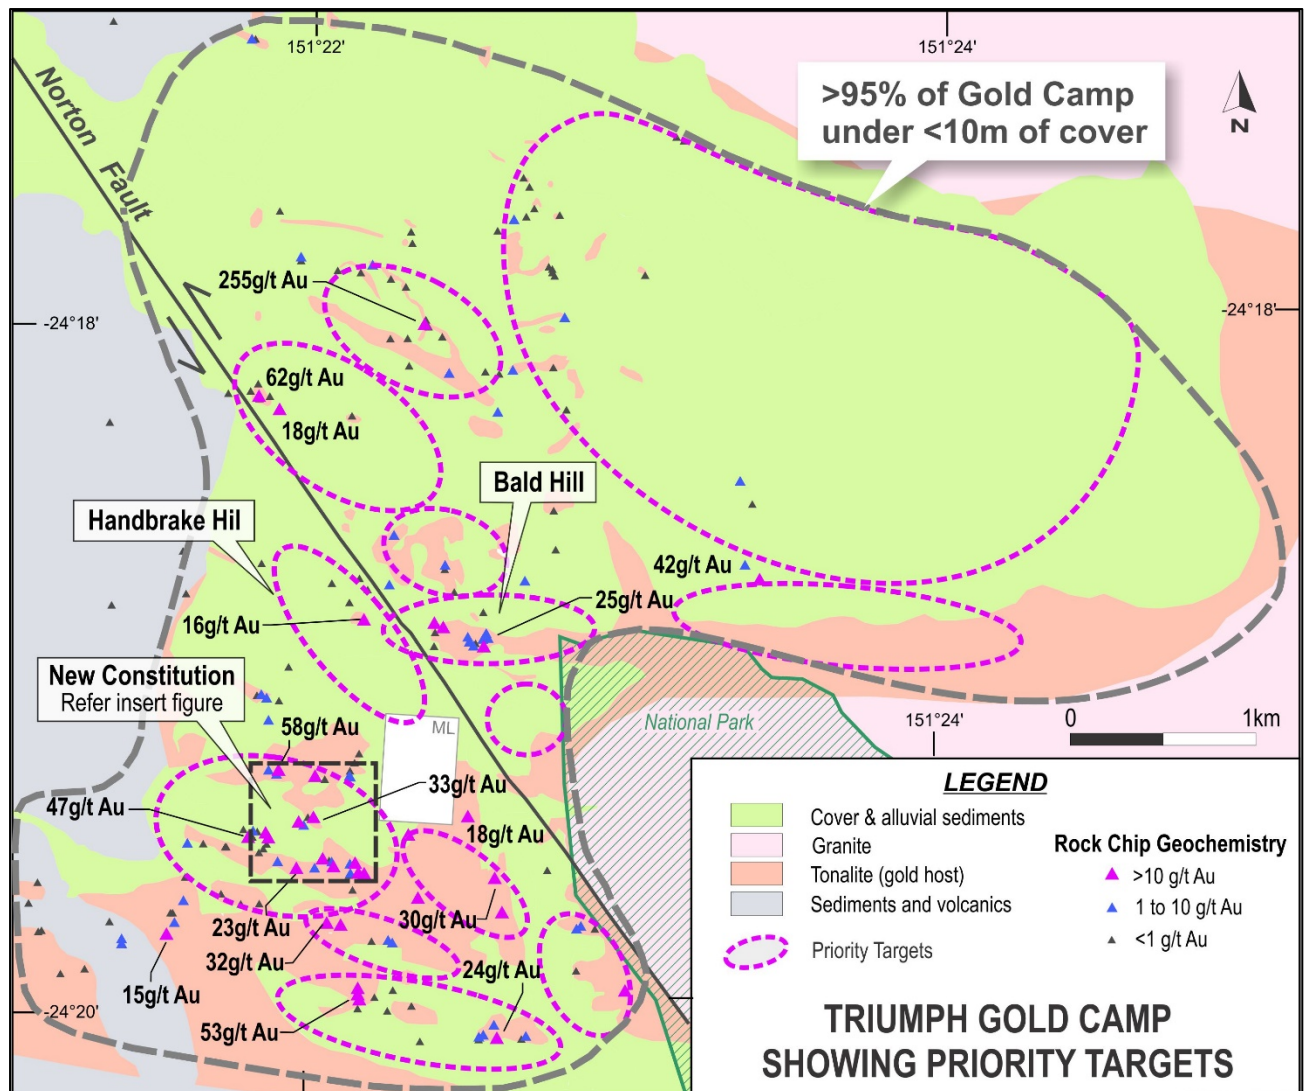 151°22'
151°24'
>95% of Gold Camp
under <10m of cover
N
Norton Fault
255g/t Au
-24°18'
-24°18'
62g/t Au
18g/t Au
Bald Hill
Handbrake Hil
42g/t Au
25g/t Au
16g/t Au
New Constitution
Refer insert figure
National Park
151°24'
0
1km
ML
58g/t Au
33g/t Au
47g/t Au
18g/t Au
23g/t Au
30g/t Au
32g/t Au
24g/t Au
15g/t Au
-24°20'
53g/t Au
LEGEND
Cover & alluvial sediments
Granite
Tonalite (gold host)
Sediments and volcanics
Priority Targets
Rock Chip Geochemistry
>10 g/t Au
1 to 10 g/t Au
<1 g/t Au
TRIUMPH GOLD CAMP
SHOWING PRIORITY TARGETS